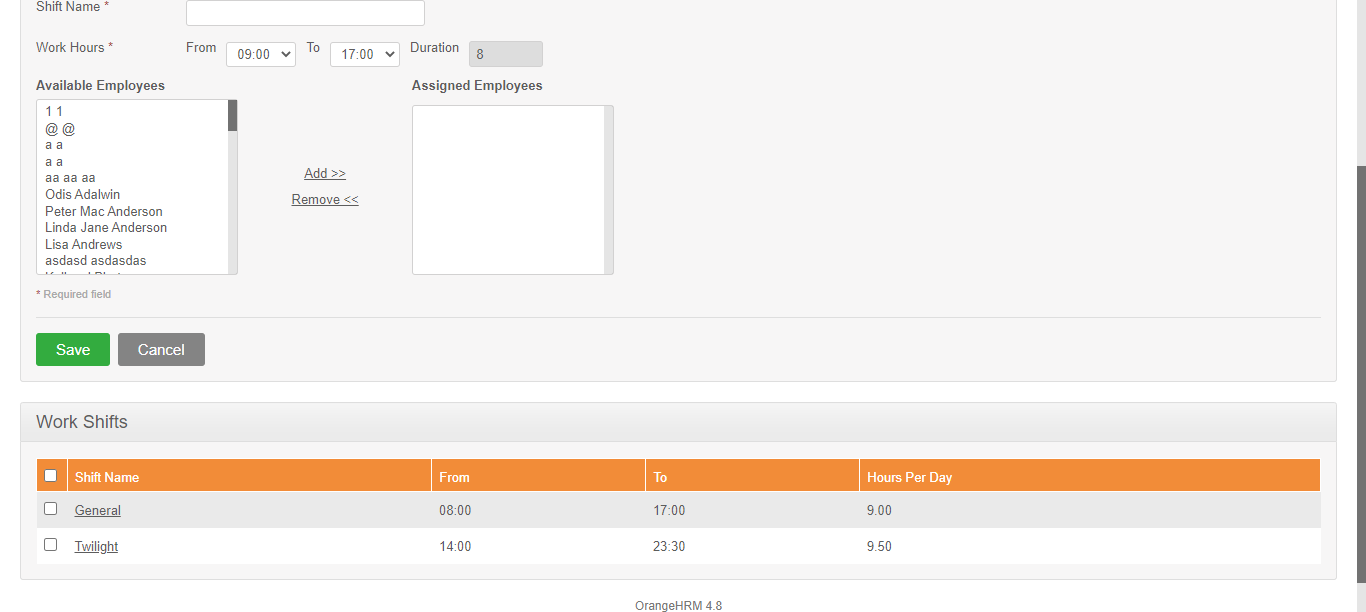 Shift Name *
Work Hours * From 09:00 To 17:00 Duration 8
Available Employees Assigned Employees
1 1
@ @
a a
a a
aa aa aa
Odis Adalwin
Peter Mac Anderson
Linda Jane Anderson
Lisa Andrews
asdasd asdasdas
Add >>
Remove <<
* Required field
Save Cancel
Work Shifts
Shift Name From To Hours Per Day
General 08:00 17:00 9.00
Twilight 14:00 23:30 9.50
OrangeHRM 4.8